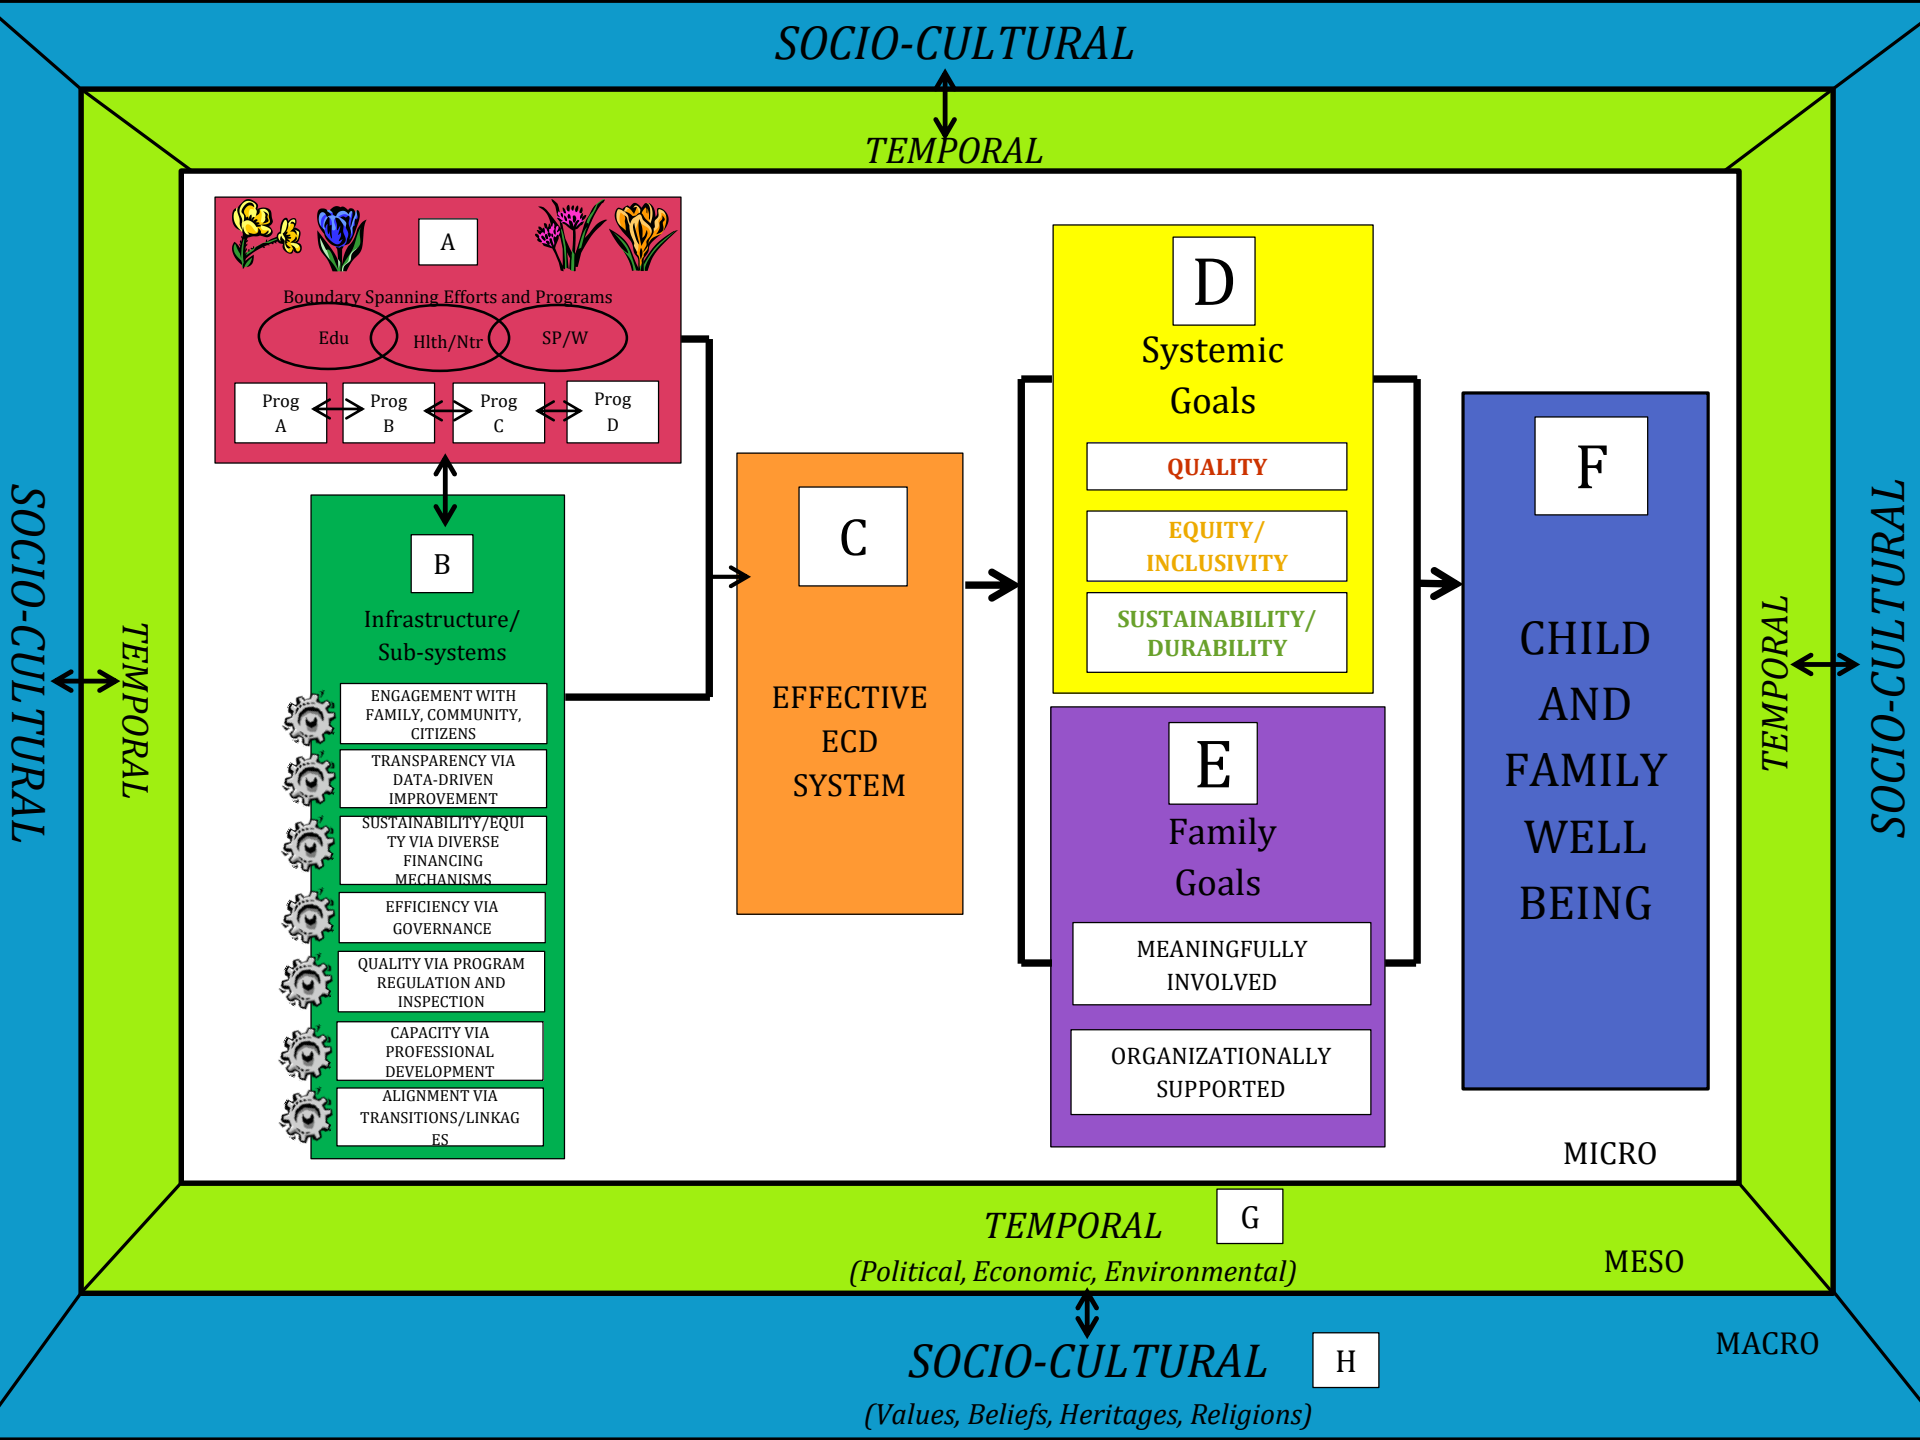 SOCIO-CULTURAL
TEMPORAL
SOCIO-CULTURAL
TEMPORAL
A
Boundary Spanning Efforts and Programs
Edu
Hlth/Ntr
SP/W
Prog
A
Prog
B
Prog
C
Prog
D
B
Infrastructure/
Sub-systems
ENGAGEMENT WITH
FAMILY, COMMUNITY,
CITIZENS
TRANSPARENCY VIA
DATA-DRIVEN
IMPROVEMENT
SUSTAINABILITY/EQUI
TY VIA DIVERSE
FINANCING
MECHANISMS
EFFICIENCY VIA
GOVERNANCE
QUALITY VIA PROGRAM
REGULATION AND
INSPECTION
CAPACITY VIA
PROFESSIONAL
DEVELOPMENT
ALIGNMENT VIA
TRANSITIONS/LINKAG
ES
C
EFFECTIVE
ECD
SYSTEM
D
Systemic
Goals
QUALITY
EQUITY/
INCLUSIVITY
SUSTAINABILITY/
DURABILITY
E
Family
Goals
MEANINGFULLY
INVOLVED
ORGANIZATIONALLY
SUPPORTED
F
CHILD
AND
FAMILY
WELL
BEING
MICRO
TEMPORAL
SOCIO-CULTURAL
TEMPORAL
G
(Political, Economic, Environmental)
MESO
SOCIO-CULTURAL
H
(Values, Beliefs, Heritages, Religions)
MACRO